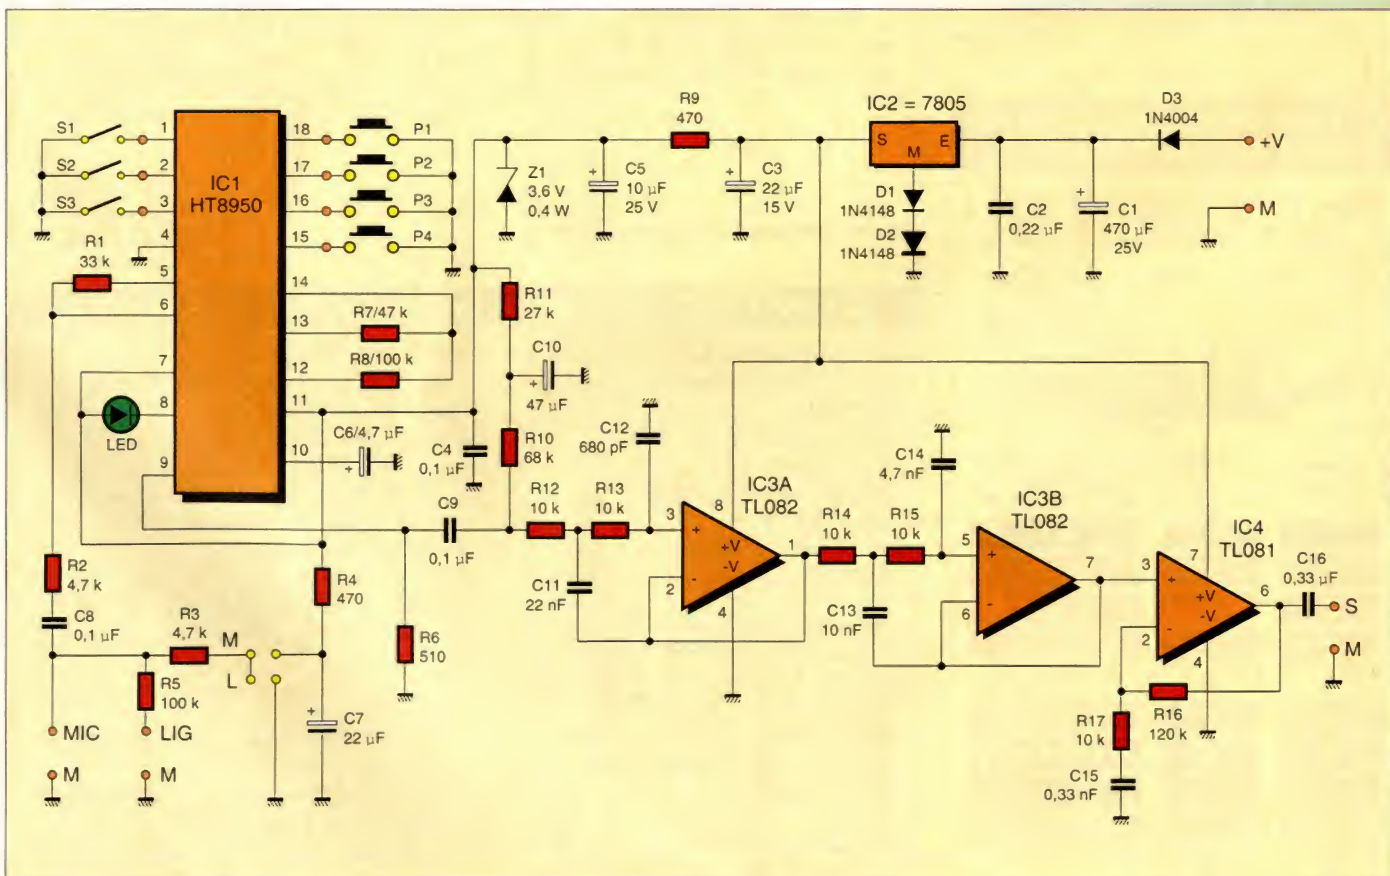 S1
S2
S3
1
2
3
4
5
6
7
8
9
IC1
HT8950
18
17
16
15
14
13
12
11
10
P1
P2
P3
P4
R1
33 k
LED
R7/47 k
R8/100 k
C6/4,7 µF
R2
4,7 k
C8
0,1 µF
R3
4,7 k
M
L
R5
100 k
MIC
LIG
M
M
R4
470
C7
22 µF
+
R6
510
C9
0,1 µF
C4
0,1 µF
Z1
3,6 V
0,4 W
C5
10 µF
25 V
+
R9
470
C3
22 µF
15 V
+
IC2 = 7805
S
E
M
D1
1N4148
D2
1N4148
C2
0,22 µF
C1
470 µF
25V
+
D3
1N4004
+V
M
R11
27 k
C10
+
47 µF
R10
68 k
R12
10 k
R13
10 k
C12
680 pF
C11
22 nF
IC3A
TL082
3
+
2
-
8
+V
-V
4
1
R14
10 k
R15
10 k
C14
4,7 nF
C13
10 nF
IC3B
TL082
5
+
6
-
7
IC4
TL081
3
+
2
-
7
+V
-V
4
6
C16
0,33 µF
S
M
R16
120 k
R17
10 k
C15
0,33 nF
+